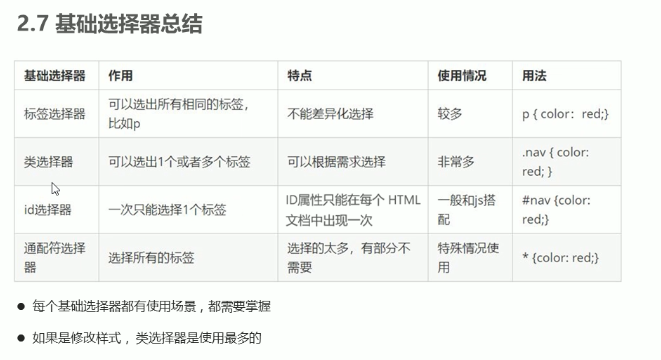 2.7 基础选择器总结
基础选择器 作用 特点 使用情况 用法
标签选择器 可以选出所有相同的标签，比如p 不能差异化选择 较多 p { color：red;}
类选择器 可以选出1个或者多个标签 可以根据需求选择 非常多 .nav { color: red; }
id选择器 一次只能选择1个标签 ID属性只能在每个 HTML 文档中出现一次 一般和js搭配 #nav {color: red;}
通配符选择器 选择所有的标签 选择的太多，有部分不需要 特殊情况使用 * {color: red;}
● 每个基础选择器都有使用场景，都需要掌握
● 如果是修改样式，类选择器是使用最多的